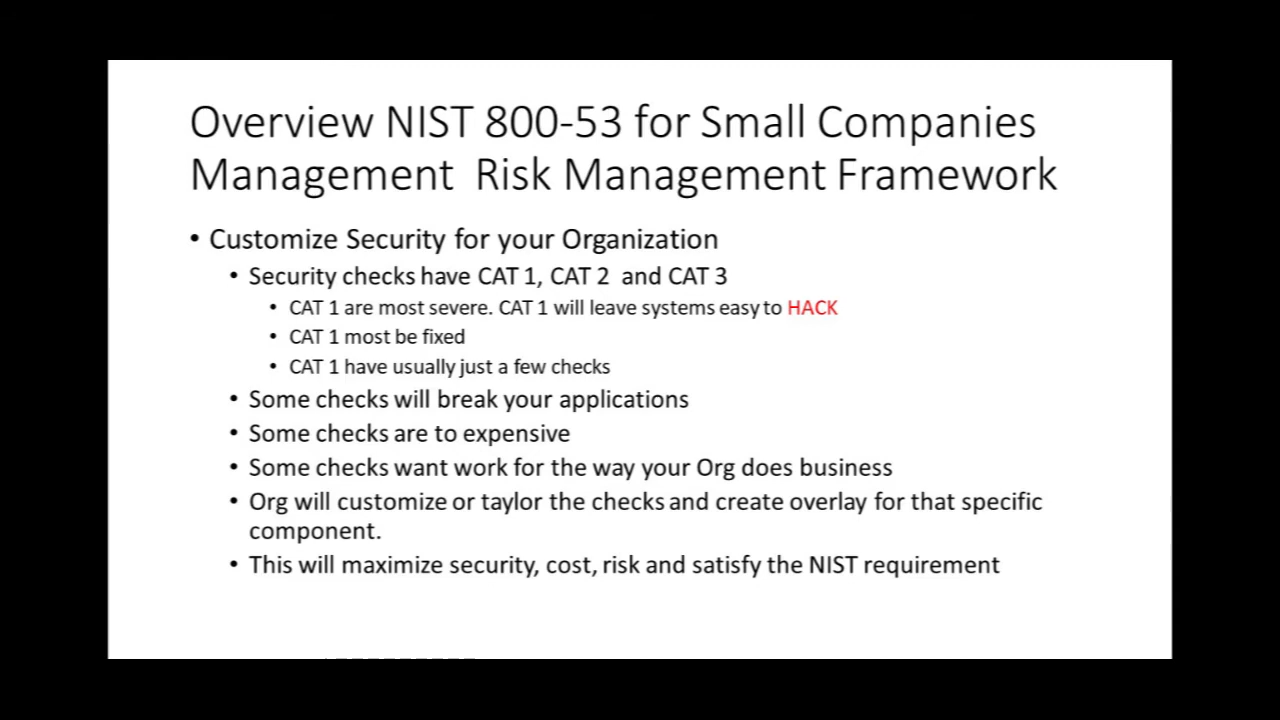 Overview NIST 800-53 for Small Companies
Management  Risk Management Framework
• Customize Security for your Organization
• Security checks have CAT 1, CAT 2  and CAT 3
• CAT 1 are most severe. CAT 1 will leave systems easy to HACK
• CAT 1 most be fixed
• CAT 1 have usually just a few checks
• Some checks will break your applications
• Some checks are to expensive
• Some checks want work for the way your Org does business
• Org will customize or taylor the checks and create overlay for that specific
component.
• This will maximize security, cost, risk and satisfy the NIST requirement